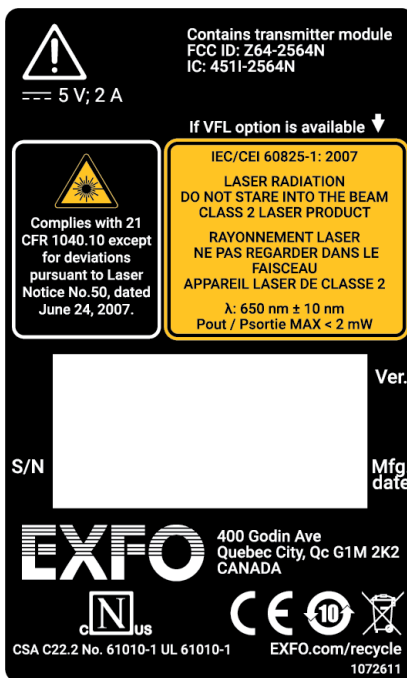 Contains transmitter module
FCC ID: Z64-2564N
IC: 451I-2564N
5 V; 2 A
If VFL option is available
Complies with 21
CFR 1040.10 except
for deviations
pursuant to Laser
Notice No.50, dated
June 24, 2007.
IEC/CEI 60825-1: 2007
LASER RADIATION
DO NOT STARE INTO THE BEAM
CLASS 2 LASER PRODUCT
RAYONNEMENT LASER
NE PAS REGARDER DANS LE
FAISCEAU
APPAREIL LASER DE CLASSE 2
λ: 650 nm ± 10 nm
Pout / Psortie MAX < 2 mW
Ver.
S/N
Mfg.
date
EXFO
400 Godin Ave
Quebec City, Qc G1M 2K2
CANADA
C N US
CE
10
CSA C22.2 No. 61010-1 UL 61010-1
EXFO.com/recycle
1072611